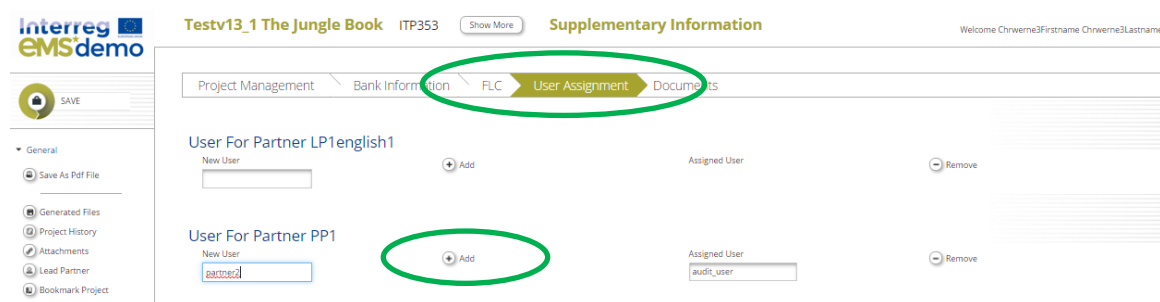 Interreg
eMS demo
Testv13_1 The Jungle Book ITP353 Show More Supplementary Information
Welcome Chrwerne3Firstname Chrwerne3Lastname
SAVE
General
Save As Pdf File
Generated Files
Project History
Attachments
Lead Partner
Bookmark Project
Project Management Bank Information FLC User Assignment Documents
User For Partner LP1english1
New User Add Assigned User Remove
User For Partner PP1
New User Add Assigned User Remove
partner2 audit_user